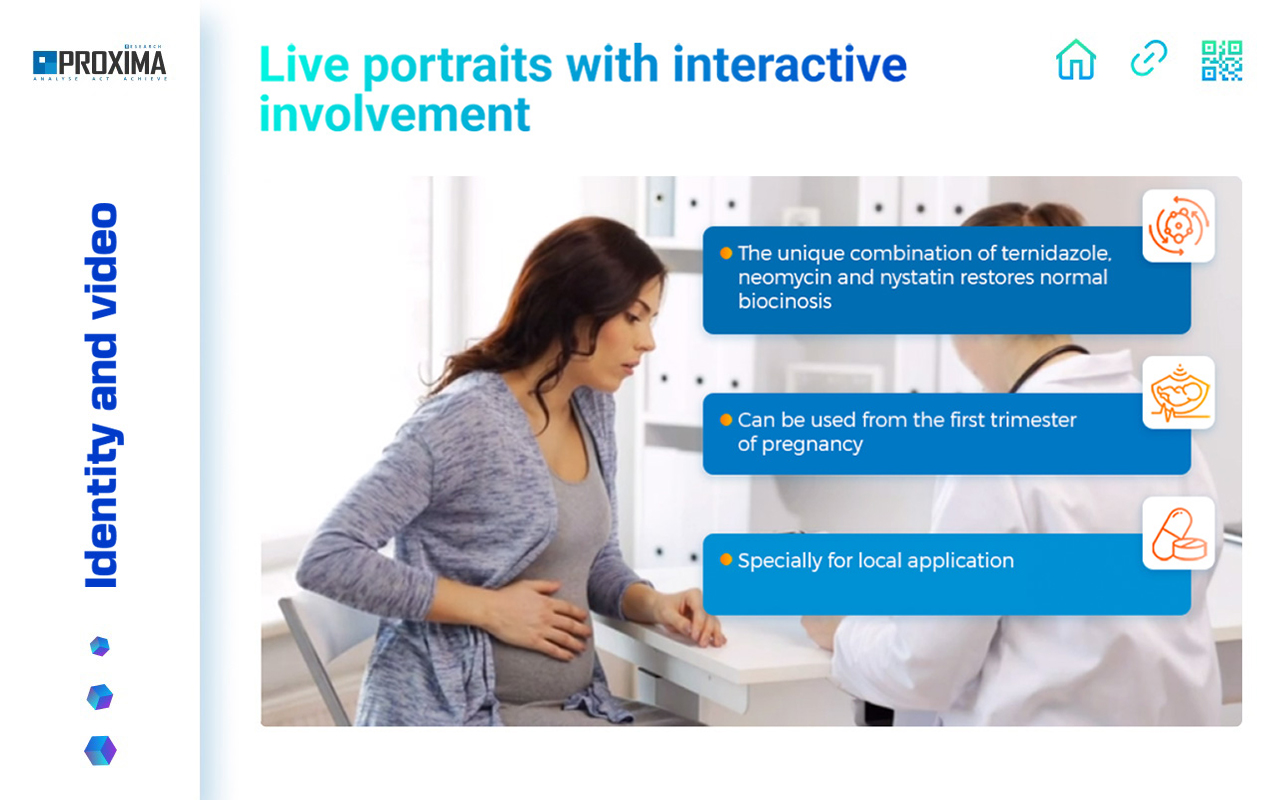 RESEARCH
PROXIMA
ANALYSE ACT ACHIEVE
Identity and video
Live portraits with interactive
involvement
The unique combination of ternidazole,
neomycin and nystatin restores normal
biocinosis
Can be used from the first trimester
of pregnancy
Specially for local application